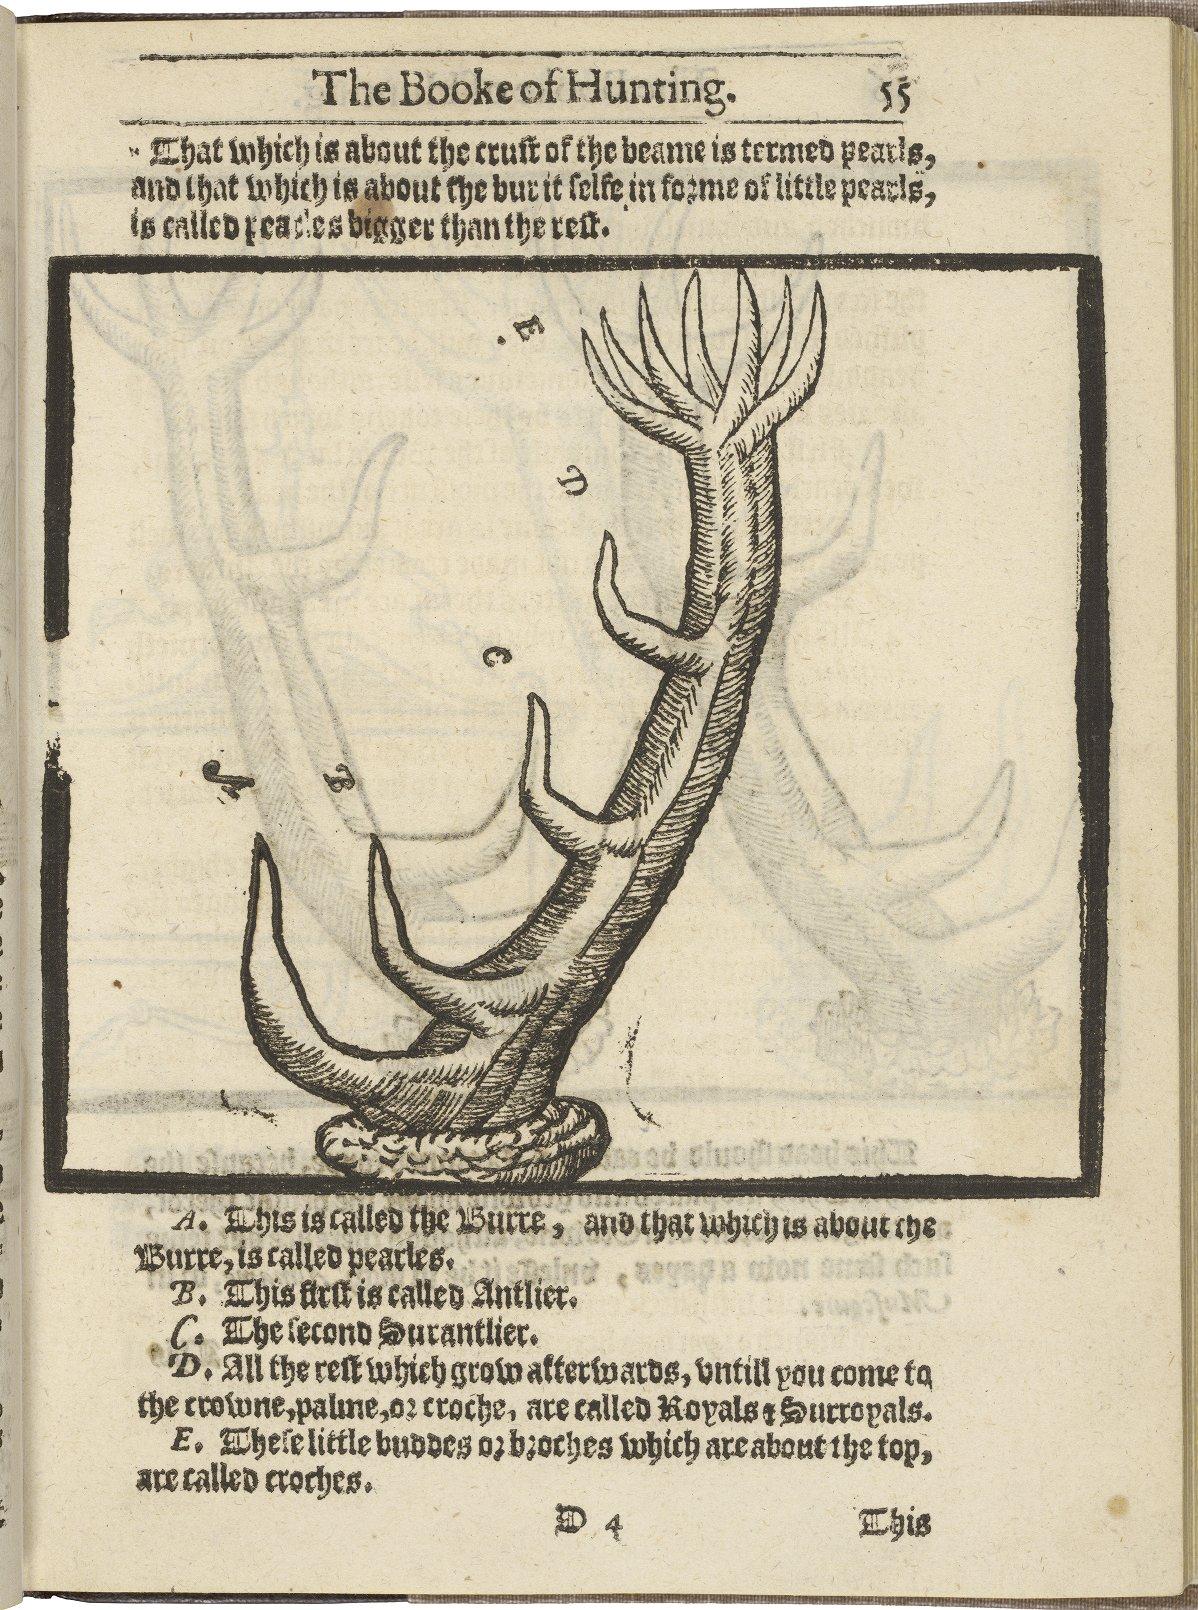 The Booke of Hunting. 55
That which is about the crust of the beame is termed pearls,
and that which is about the bur it selfe in forme of little pearls,
is called pearles bigger than the rest.
E.
D
C
A
B
A. This is called the Burre, and that which is about the
Burre, is called pearles.
B. This first is called Antlier.
C. The second Surantlier.
D. All the rest which grow afterwards, vntill you come to
the crowne, palme, or croche, are called Royals & Surroyals.
E. These little buddes or broches which are about the top,
are called croches.
D 4 This